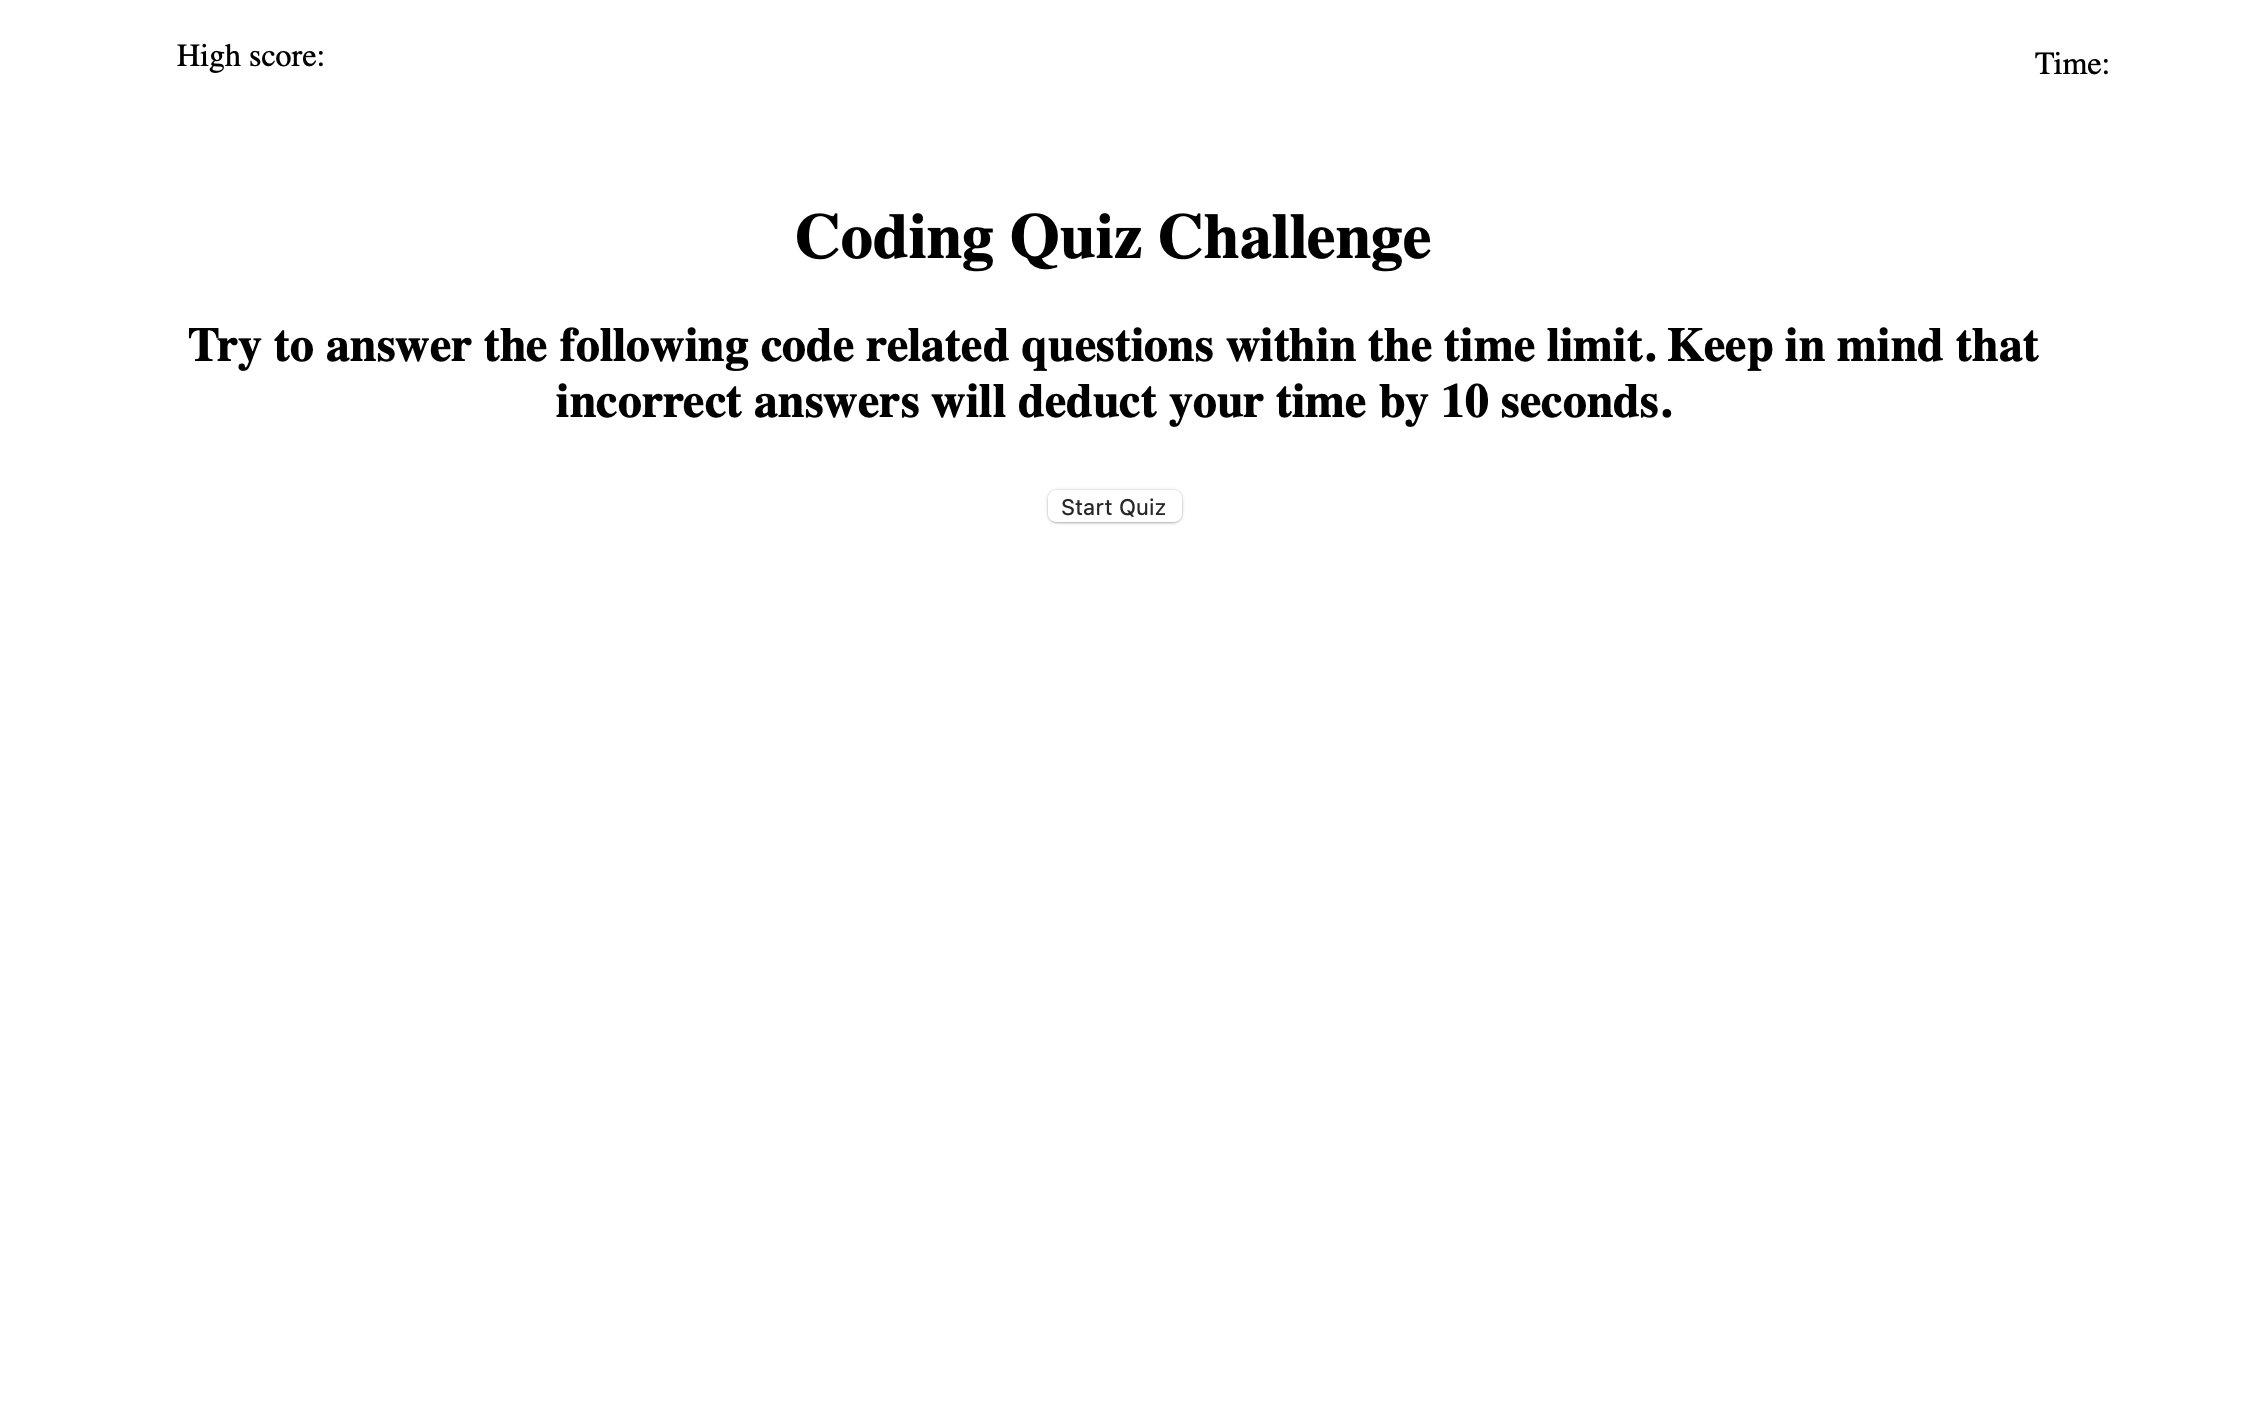 High score:
Time:
Coding Quiz Challenge
Try to answer the following code related questions within the time limit. Keep in mind that
incorrect answers will deduct your time by 10 seconds.
Start Quiz